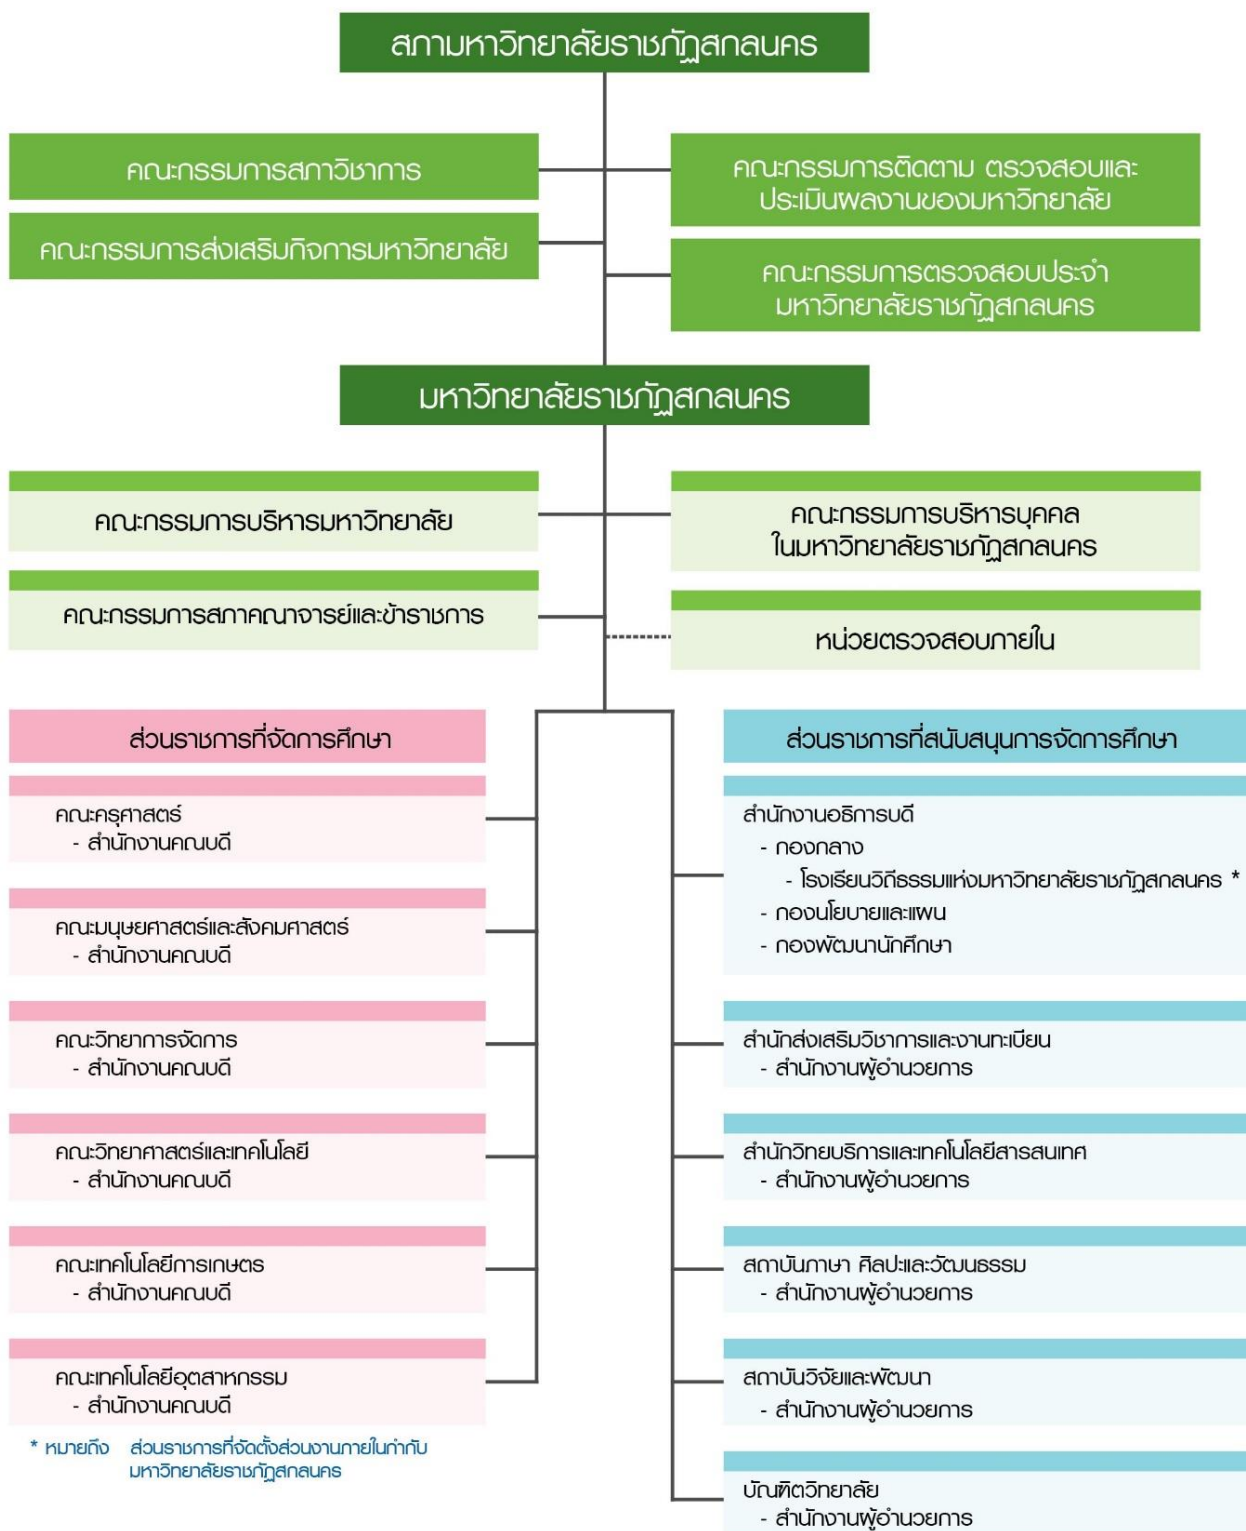 สภามหาวิทยาลัยราชภัฏสกลนคร
คณะกรรมการสภาวิชาการ
คณะกรรมการส่งเสริมกิจการมหาวิทยาลัย
คณะกรรมการติดตาม ตรวจสอบและ
ประเมินผลงานของมหาวิทยาลัย
คณะกรรมการตรวจสอบประจำ
มหาวิทยาลัยราชภัฏสกลนคร
มหาวิทยาลัยราชภัฏสกลนคร
คณะกรรมการบริหารมหาวิทยาลัย
คณะกรรมการสภาคณาจารย์และข้าราชการ
คณะกรรมการบริหารบุคคล
ในมหาวิทยาลัยราชภัฏสกลนคร
หน่วยตรวจสอบภายใน
ส่วนราชการที่จัดการศึกษา
คณะครุศาสตร์
- สำนักงานคณบดี
คณะมนุษยศาสตร์และสังคมศาสตร์
- สำนักงานคณบดี
คณะวิทยาการจัดการ
- สำนักงานคณบดี
คณะวิทยาศาสตร์และเทคโนโลยี
- สำนักงานคณบดี
คณะเทคโนโลยีการเกษตร
- สำนักงานคณบดี
คณะเทคโนโลยีอุตสาหกรรม
- สำนักงานคณบดี
* หมายถึง ส่วนราชการที่จัดตั้งส่วนงานภายในกำกับ
มหาวิทยาลัยราชภัฏสกลนคร
ส่วนราชการที่สนับสนุนการจัดการศึกษา
สำนักงานอธิการบดี
- กองกลาง
- โรงเรียนวิถีธรรมแห่งมหาวิทยาลัยราชภัฏสกลนคร *
- กองนโยบายและแผน
- กองพัฒนานักศึกษา
สำนักส่งเสริมวิชาการและงานทะเบียน
- สำนักงานผู้อำนวยการ
สำนักวิทยบริการและเทคโนโลยีสารสนเทศ
- สำนักงานผู้อำนวยการ
สถาบันภาษา ศิลปะและวัฒนธรรม
- สำนักงานผู้อำนวยการ
สถาบันวิจัยและพัฒนา
- สำนักงานผู้อำนวยการ
บัณฑิตวิทยาลัย
- สำนักงานผู้อำนวยการ